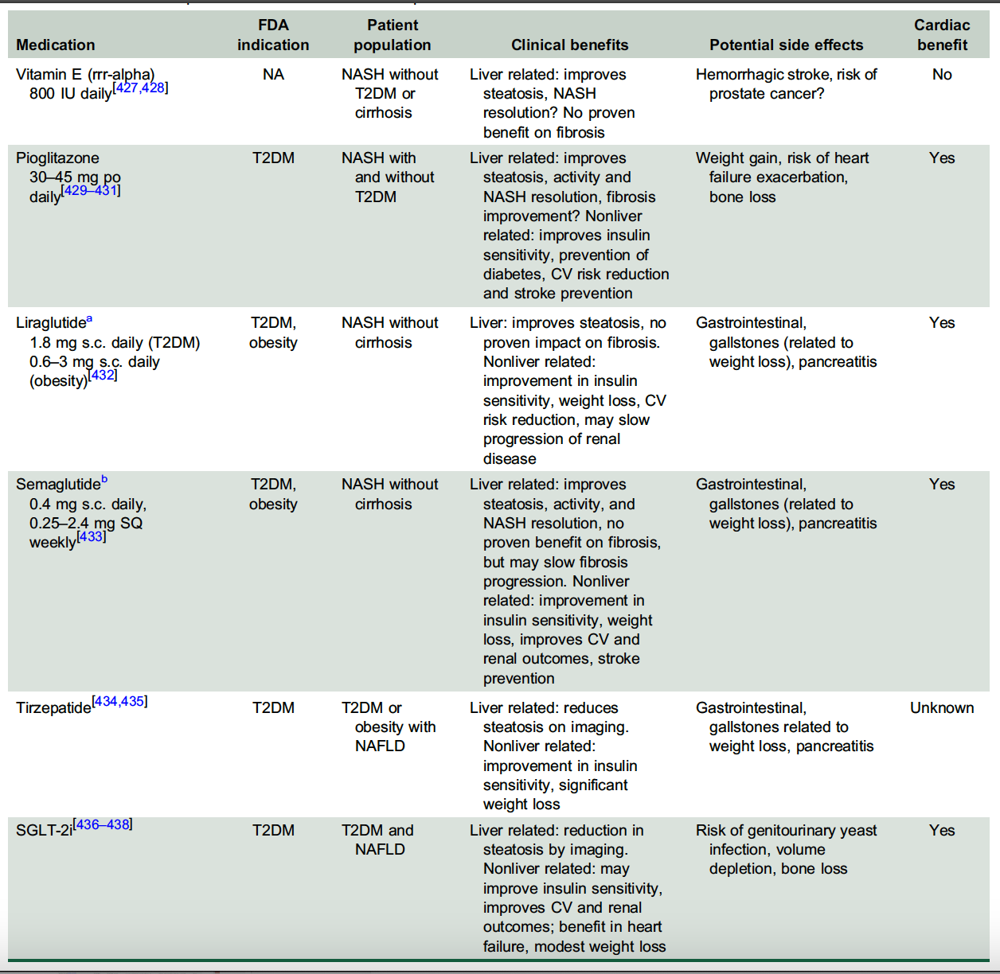 Medication
FDA
indication
Patient
population
Clinical benefits
Potential side effects
Cardiac
benefit
Vitamin E (rrr-alpha)
800 IU daily[427,428]
NA
NASH without
T2DM or
cirrhosis
Liver related: improves
steatosis, NASH
resolution? No proven
benefit on fibrosis
Hemorrhagic stroke, risk of
prostate cancer?
No
Pioglitazone
30–45 mg po
daily[429–431]
T2DM
NASH with
and without
T2DM
Liver related: improves
steatosis, activity and
NASH resolution, fibrosis
improvement? Nonliver
related: improves insulin
sensitivity, prevention of
diabetes, CV risk reduction
and stroke prevention
Weight gain, risk of heart
failure exacerbation,
bone loss
Yes
Liraglutidea
1.8 mg s.c. daily (T2DM)
0.6–3 mg s.c. daily
(obesity)[432]
T2DM,
obesity
NASH without
cirrhosis
Liver: improves steatosis, no
proven impact on fibrosis.
Nonliver related:
improvement in insulin
sensitivity, weight loss, CV
risk reduction, may slow
progression of renal
disease
Gastrointestinal,
gallstones (related to
weight loss), pancreatitis
Yes
Semaglutideb
0.4 mg s.c. daily,
0.25–2.4 mg SQ
weekly[433]
T2DM,
obesity
NASH without
cirrhosis
Liver related: improves
steatosis, activity, and
NASH resolution, no
proven benefit on fibrosis,
but may slow fibrosis
progression. Nonliver
related: improvement in
insulin sensitivity, weight
loss, improves CV and
renal outcomes, stroke
prevention
Gastrointestinal,
gallstones (related to
weight loss), pancreatitis
Yes
Tirzepatide[434,435]
T2DM
T2DM or
obesity with
NAFLD
Liver related: reduces
steatosis on imaging.
Nonliver related:
improvement in insulin
sensitivity, significant
weight loss
Gastrointestinal,
gallstones related to
weight loss, pancreatitis
Unknown
SGLT-2i[436–438]
T2DM
T2DM and
NAFLD
Liver related: reduction in
steatosis by imaging.
Nonliver related: may
improve insulin sensitivity,
improves CV and renal
outcomes; benefit in heart
failure, modest weight loss
Risk of genitourinary yeast
infection, volume
depletion, bone loss
Yes